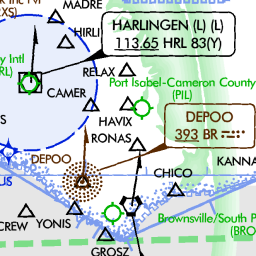 MADRE
HIRLI
HARLINGEN (L) (L)
113.65 HRL 83(Y)
RELAX
Port Isabel-Cameron County
(PIL)
CAMER
HAVIX
RONAS
DEPOO
393 BR
DEPOO
KANNA
CHICO
CREW
YONIS
Brownsville/South P
(BRO
GROSZ